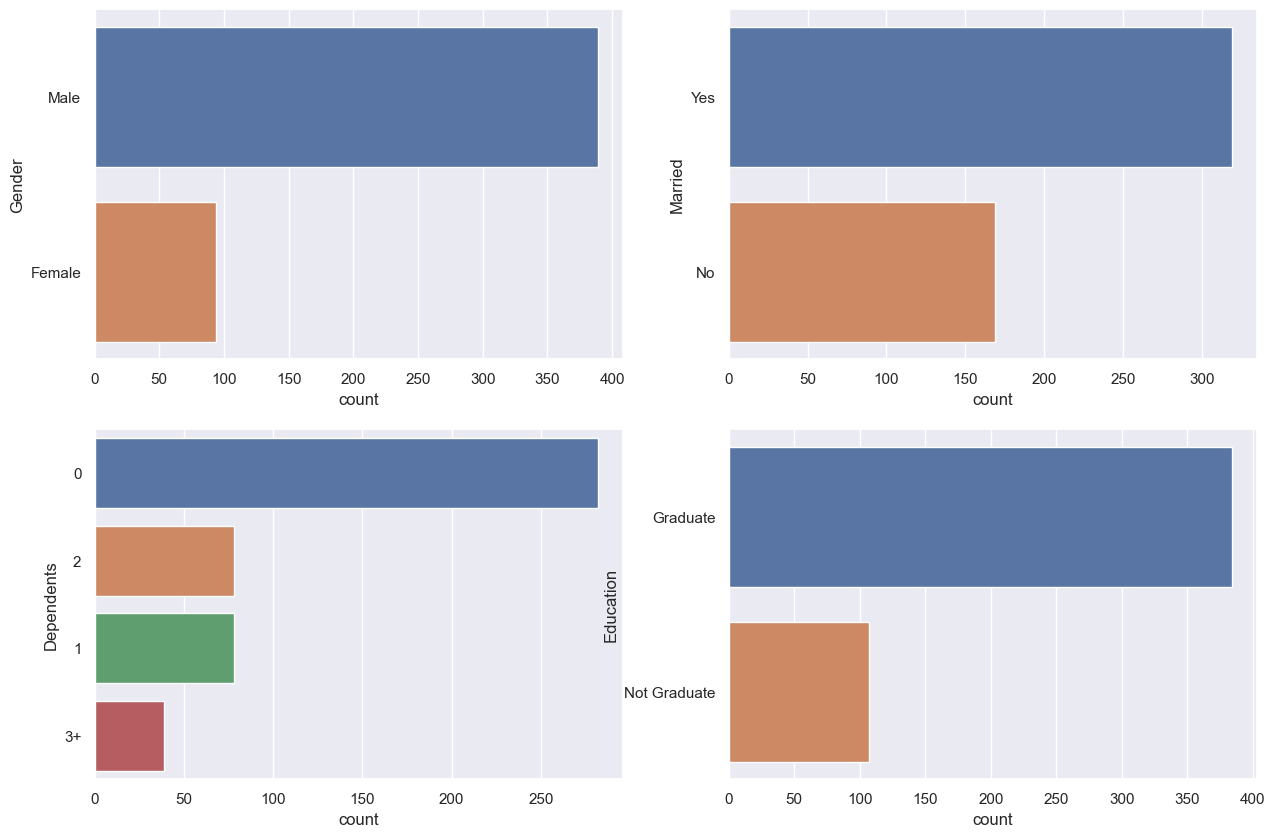 Gender
Male
Female
0 50 100 150 200 250 300 350 400
count
Married
Yes
No
0 50 100 150 200 250 300
count
Dependents
0
2
1
3+
0 50 100 150 200 250
count
Education
Graduate
Not Graduate
0 50 100 150 200 250 300 350 400
count